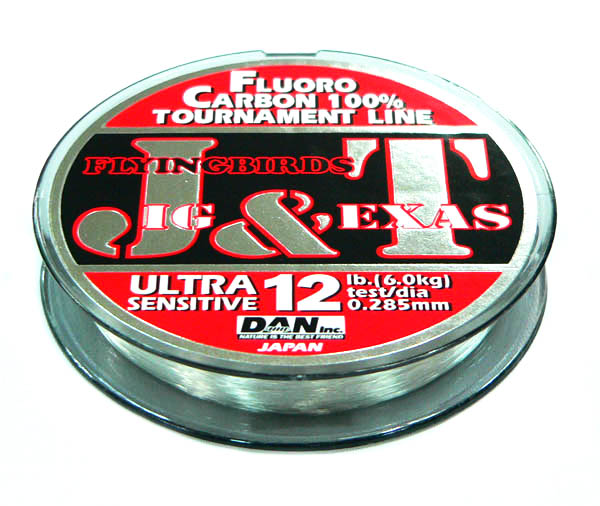 FLUORO
CARBON 100%
TOURNAMENT LINE
FLYINGBIRDS'
JIG & TEXAS
ULTRA
SENSITIVE
12
lb.(6.0kg)
test/dia
0.285mm
DAN Inc.
NATURE IS THE BEST FRIEND
JAPAN